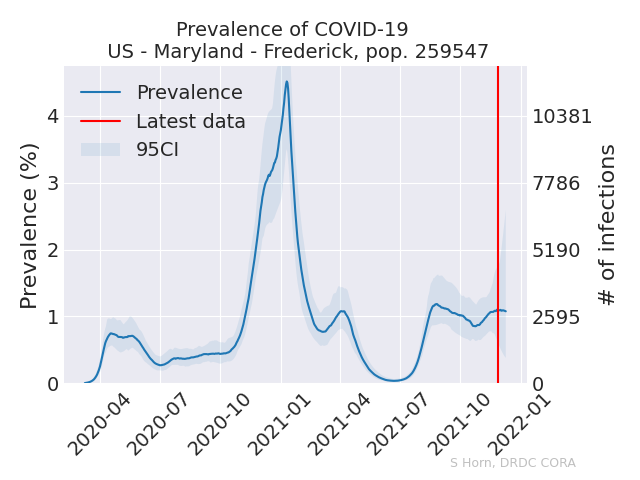 Prevalence of COVID-19
US - Maryland - Frederick, pop. 259547
Prevalence
Latest data
95CI
Prevalence (%)
4
3
2
1
0
10381
7786
5190
2595
0
# of infections
2020-04
2020-07
2020-10
2021-01
2021-04
2021-07
2021-10
2022-01
S Horn, DRDC CORA